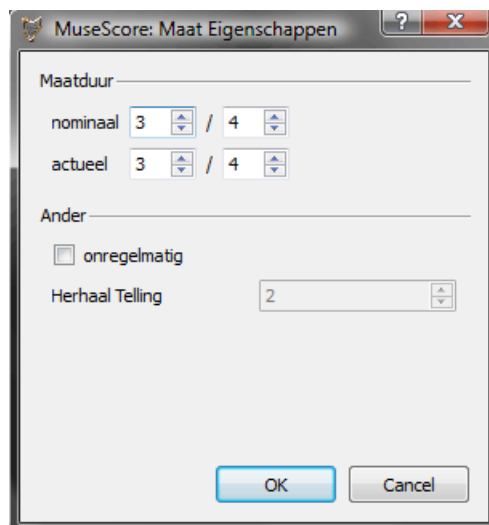 MuseScore: Maat Eigenschappen ? X
Maatduur
nominaal 3 / 4
actueel 3 / 4
Ander
onregelmatig
Herhaal Telling 2
OK Cancel